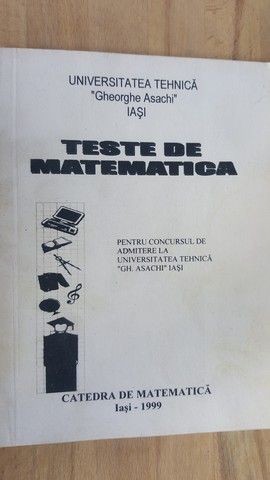 UNIVERSITATEA TEHNICĂ
"Gheorghe Asachi"
IAŞI
TESTE DE
MATEMATICA
PENTRU CONCURSUL DE
ADMITERE LA
UNIVERSITATEA TEHNICĂ
"GH. ASACHI" IAŞI
CATEDRA DE MATEMATICĂ
Iaşi - 1999